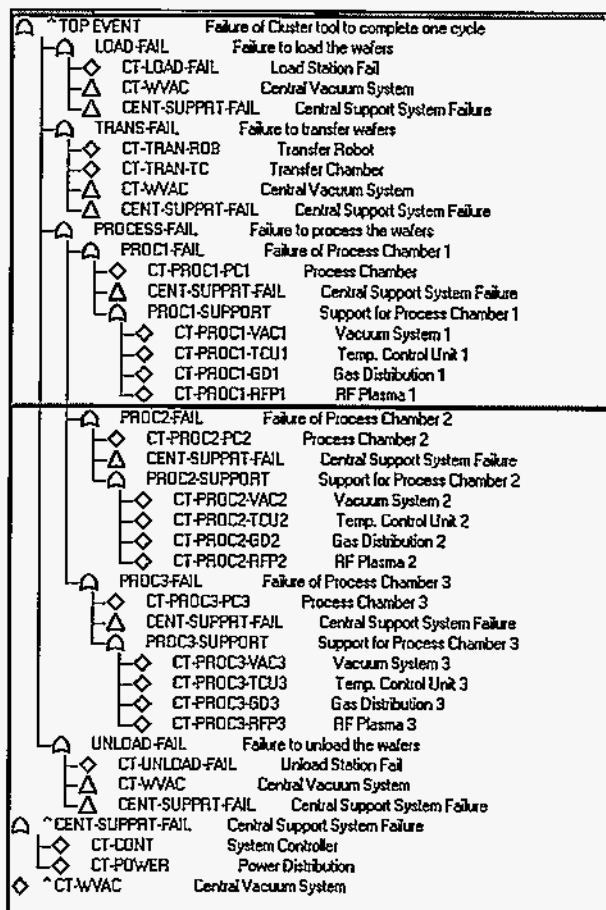 ^TOP EVENT Failure of Cluster tool to complete one cycle
LOAD-FAIL Failure to load the wafers
CT-LOAD-FAIL Load Station Fail
CT-WVAC Central Vacuum System
CENT-SUPPRT-FAIL Central Support System Failure
TRANS-FAIL Failure to transfer wafers
CT-TRAN-ROB Transfer Robot
CT-TRAN-TC Transfer Chamber
CT-WVAC Central Vacuum System
CENT-SUPPRT-FAIL Central Support System Failure
PROCESS-FAIL Failure to process the wafers
PROC1-FAIL Failure of Process Chamber 1
CT-PROC1-PC1 Process Chamber
CENT-SUPPRT-FAIL Central Support System Failure
PROC1-SUPPORT Support for Process Chamber 1
CT-PROC1-VAC1 Vacuum System 1
CT-PROC1-TCU1 Temp. Control Unit 1
CT-PROC1-GD1 Gas Distribution 1
CT-PROC1-RFP1 RF Plasma 1
PROC2-FAIL Failure of Process Chamber 2
CT-PROC2-PC2 Process Chamber 2
CENT-SUPPRT-FAIL Central Support System Failure
PROC2-SUPPORT Support for Process Chamber 2
CT-PROC2-VAC2 Vacuum System 2
CT-PROC2-TCU2 Temp. Control Unit 2
CT-PROC2-GD2 Gas Distribution 2
CT-PROC2-RFP2 RF Plasma 2
PROC3-FAIL Failure of Process Chamber 3
CT-PROC3-PC3 Process Chamber 3
CENT-SUPPRT-FAIL Central Support System Failure
PROC3-SUPPORT Support for Process Chamber 3
CT-PROC3-VAC3 Vacuum System 3
CT-PROC3-TCU3 Temp. Control Unit 3
CT-PROC3-GD3 Gas Distribution 3
CT-PROC3-RFP3 RF Plasma 3
UNLOAD-FAIL Failure to unload the wafers
CT-UNLOAD-FAIL Unload Station Fail
CT-WVAC Central Vacuum System
CENT-SUPPRT-FAIL Central Support System Failure
^CENT-SUPPRT-FAIL Central Support System Failure
CT-CONT System Controller
CT-POWER Power Distribution
^CT-WVAC Central Vacuum System